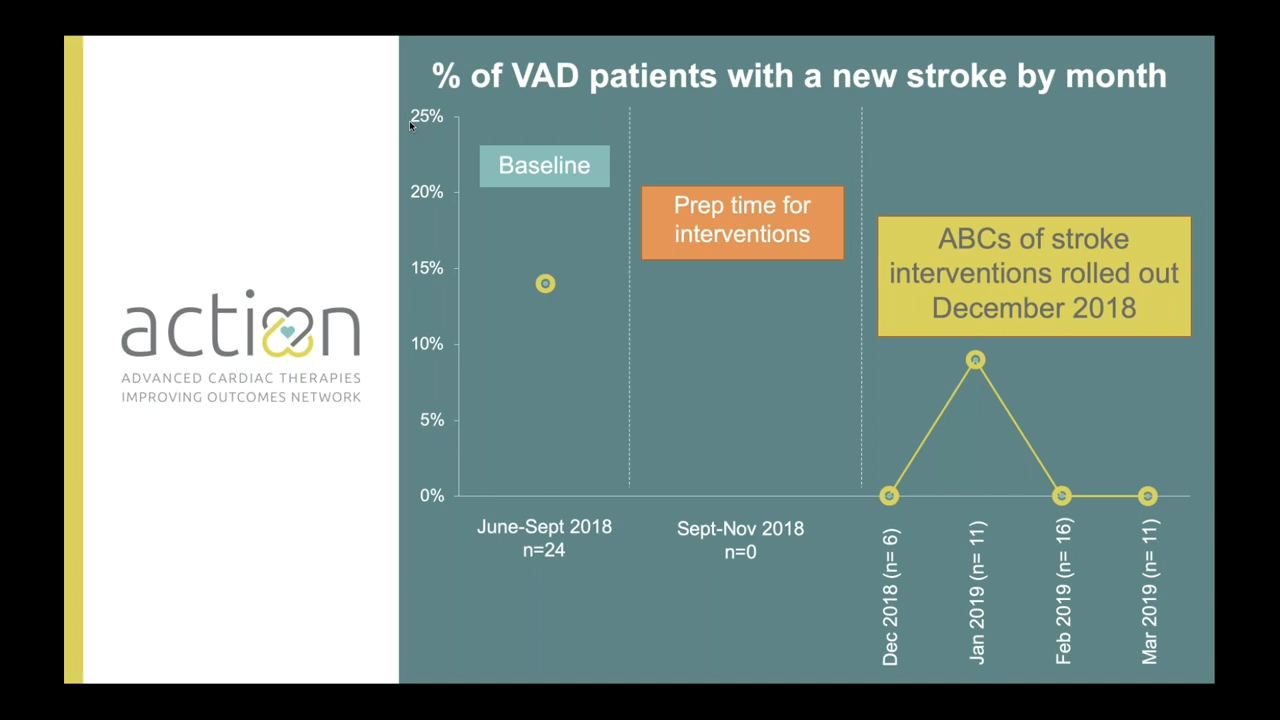 % of VAD patients with a new stroke by month
25%
20%
15%
10%
5%
0%
Baseline
Prep time for
interventions
ABCs of stroke
interventions rolled out
December 2018
June-Sept 2018
n=24
Sept-Nov 2018
n=0
Dec 2018 (n= 6)
Jan 2019 (n= 11)
Feb 2019 (n= 16)
Mar 2019 (n= 11)
action
ADVANCED CARDIAC THERAPIES
IMPROVING OUTCOMES NETWORK